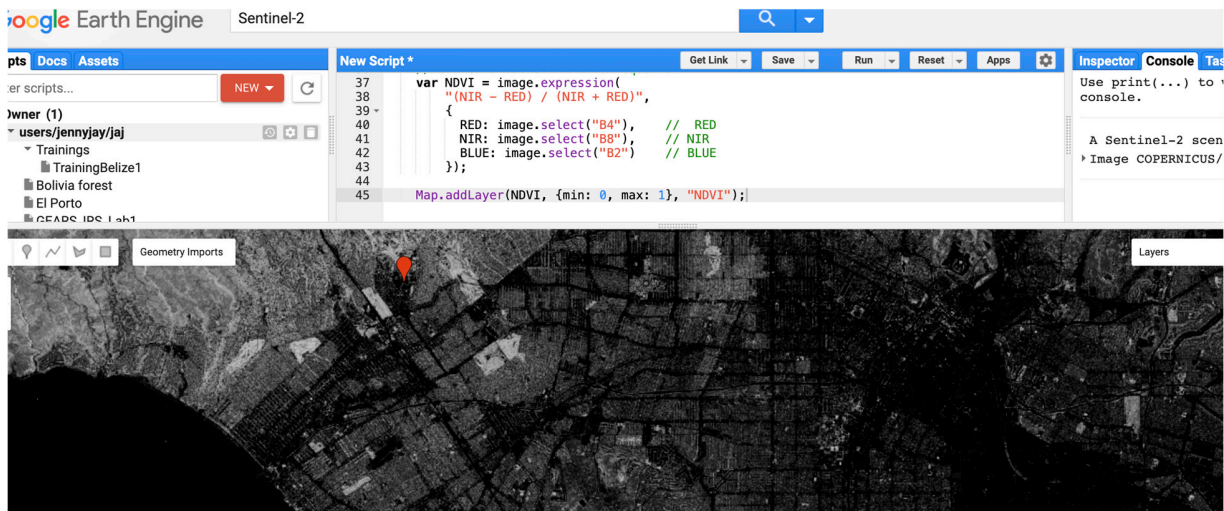 Google Earth Engine
Sentinel-2
pts Docs Assets
ter scripts...
NEW
Owner (1)
users/jennyjay/jaj
Trainings
TrainingBelize1
Bolivia forest
El Porto
GEARS_IRS_Lab1
New Script *
Get Link
Save
Run
Reset
Apps
37 var NDVI = image.expression(
38 "(NIR - RED) / (NIR + RED)",
39 {
40 RED: image.select("B4"), // RED
41 NIR: image.select("B8"), // NIR
42 BLUE: image.select("B2") // BLUE
43 });
44
45 Map.addLayer(NDVI, {min: 0, max: 1}, "NDVI");
Inspector Console Tas
Use print(...) to
console.
A Sentinel-2 scen
Image COPERNICUS/
Geometry Imports
Layers